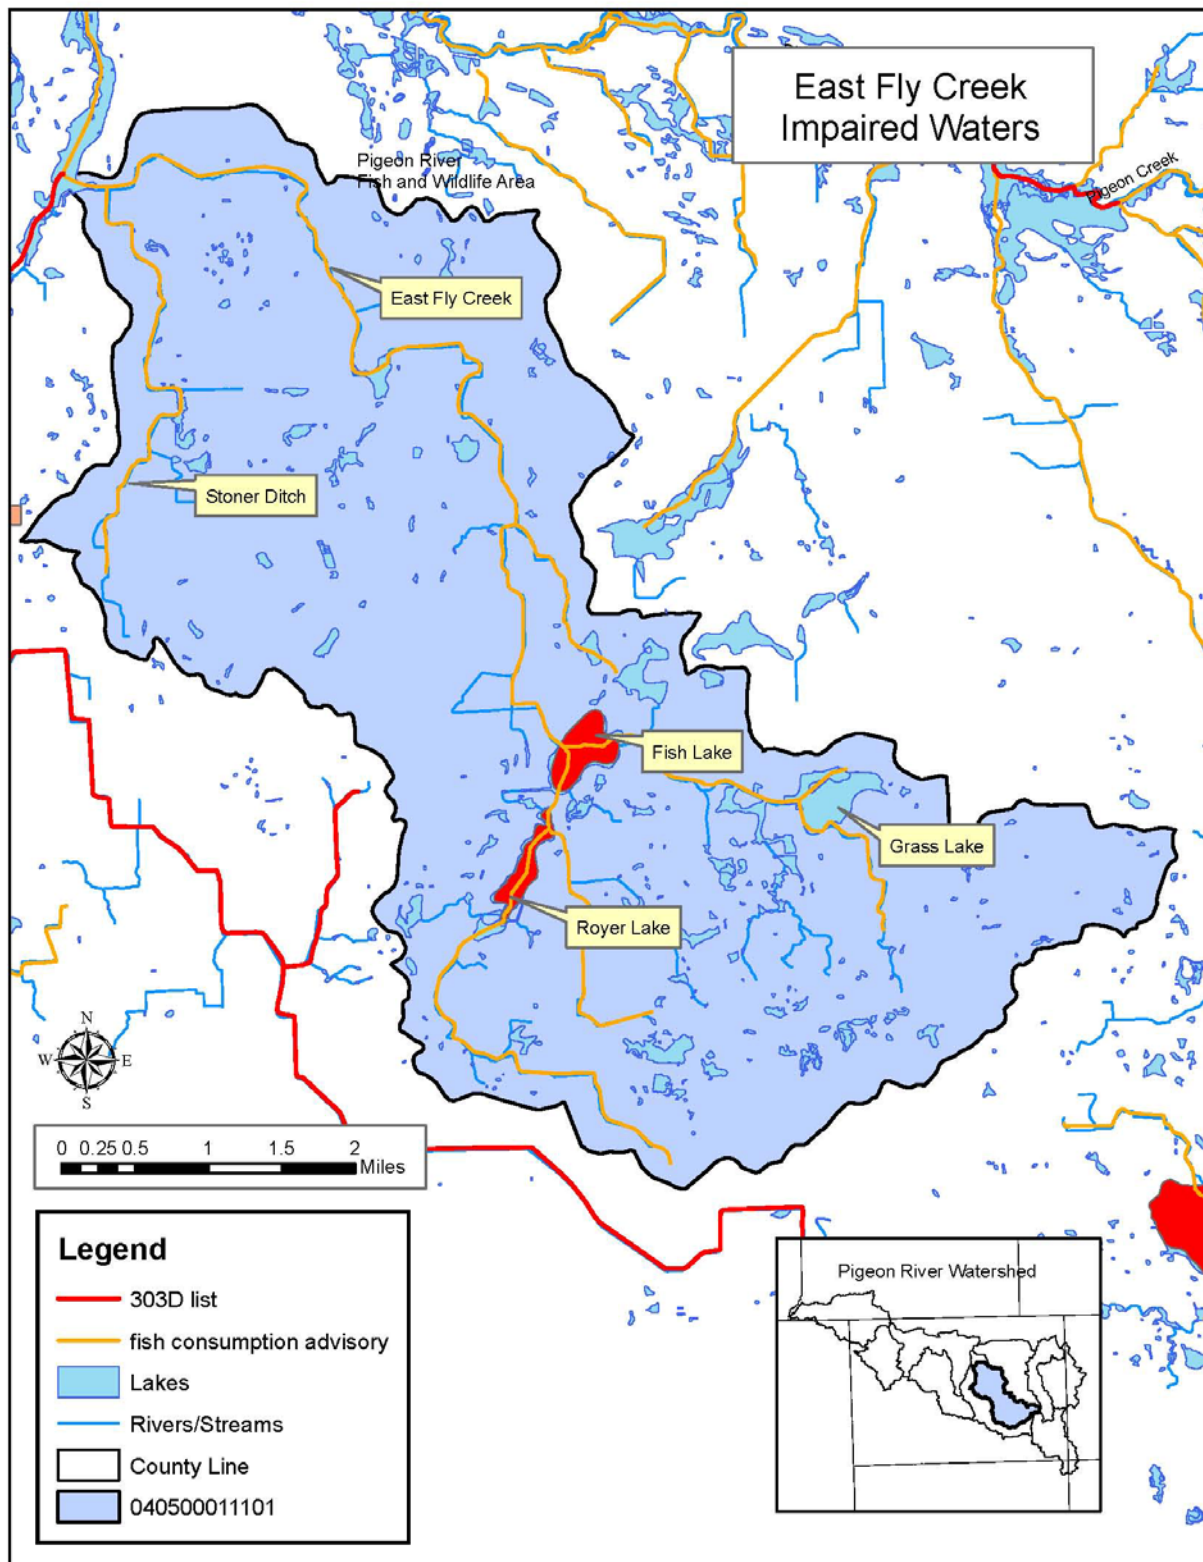 East Fly Creek
Impaired Waters
Pigeon River
Fish and Wildlife Area
Pigeon Creek
East Fly Creek
Stoner Ditch
Fish Lake
Grass Lake
Royer Lake
N
W E
S
0 0.25 0.5 1 1.5 2
Miles
Legend
303D list
fish consumption advisory
Lakes
Rivers/Streams
County Line
040500011101
Pigeon River Watershed